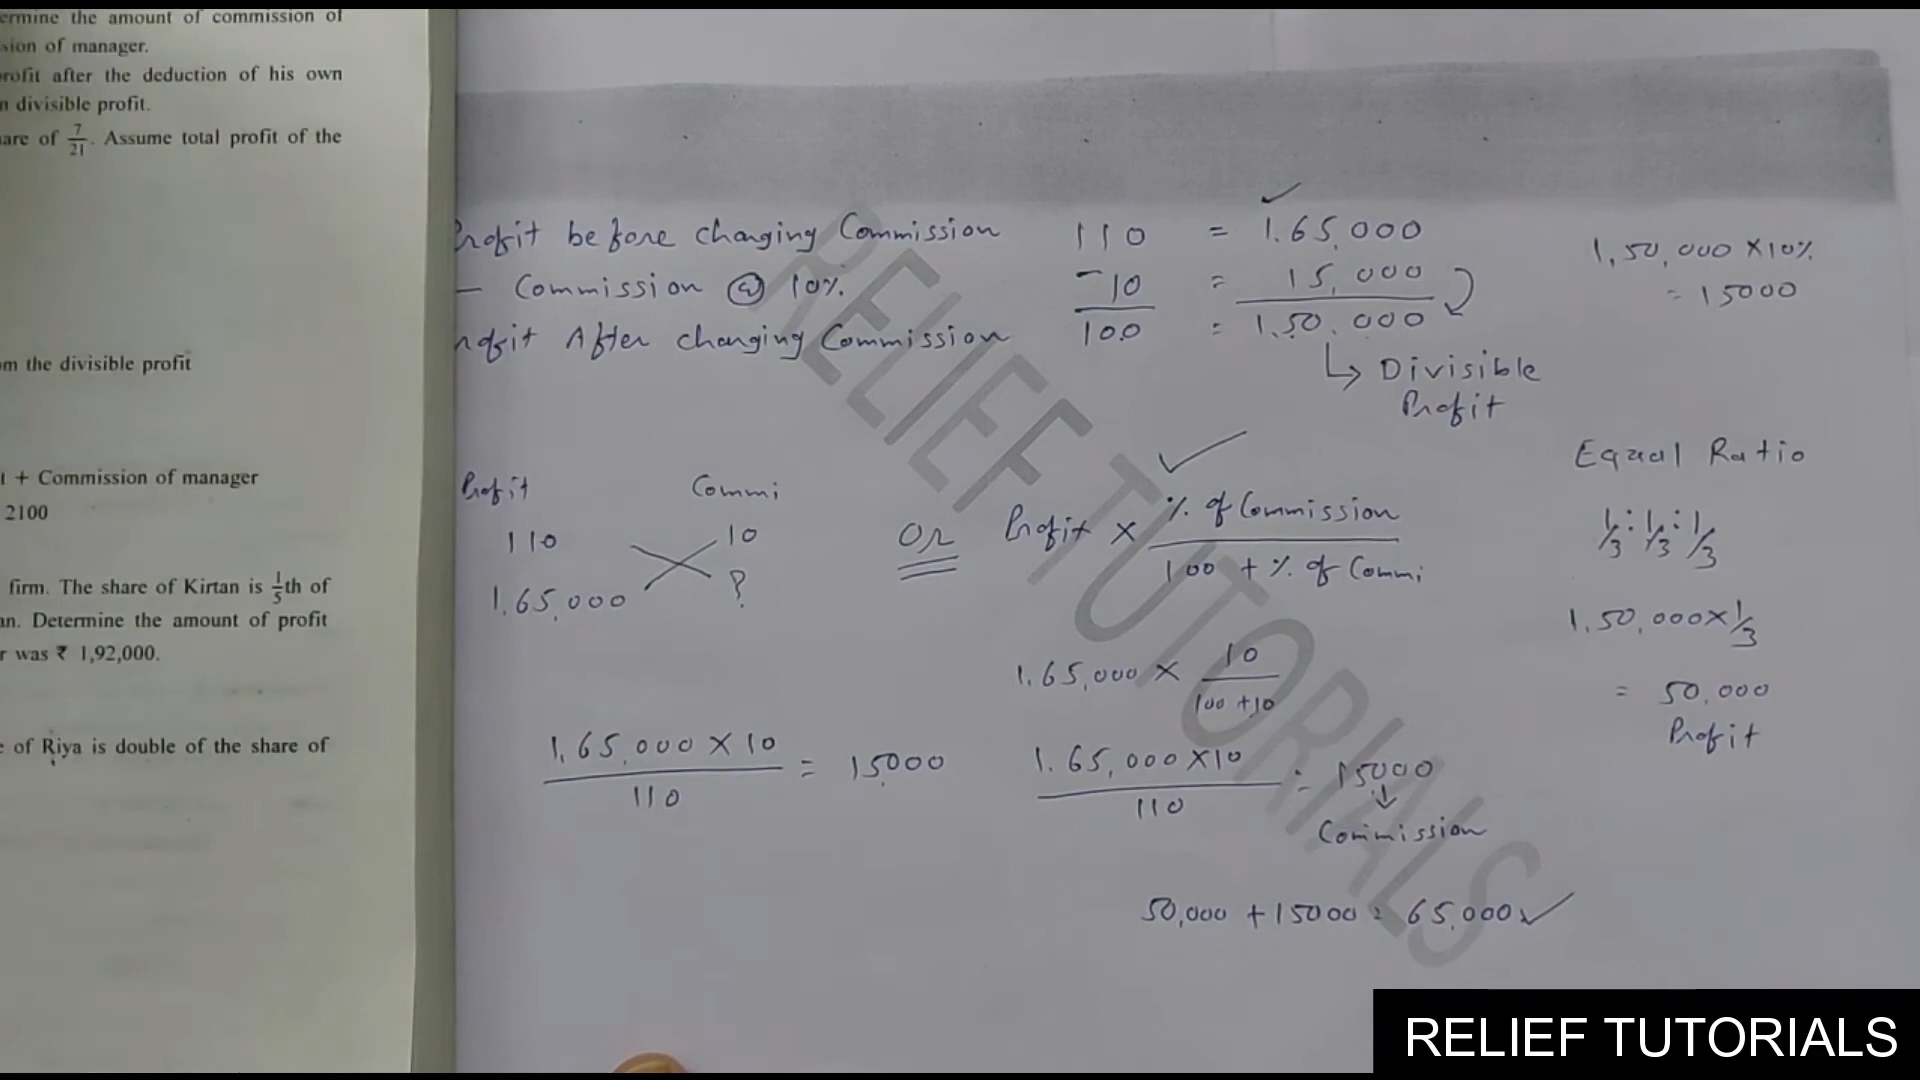 ermine the amount of commission of
sion of manager.
rofit after the deduction of his own
n divisible profit.
are of 7/21. Assume total profit of the
m the divisible profit
t + Commission of manager
2100
firm. The share of Kirtan is 1/5th of
an. Determine the amount of profit
r was ₹ 1,92,000.
e of Riya is double of the share of
Profit before changing Commission 110 = 1.65,000
— Commission @ 10%. -10 = 15,000
rofit After changing Commission 100 = 1.50.000
↳ Divisible
Profit
1,50,000 × 10%
= 15000
Profit Commi
110 10
1.65,000 ?
OR
Profit × % of Commission / 100 + % of Commi
1.65,000 × 10 / 100 + 10
1,65,000 × 10 / 110 = 15000
1.65,000 × 10 / 110 = 15000
Commission
50,000 + 15000 = 65,000 ✓
Equal Ratio
1/3 : 1/3 : 1/3
1.50,000 × 1/3
= 50,000
Profit
RELIEF TUTORIALS
RELIEF TUTORIALS